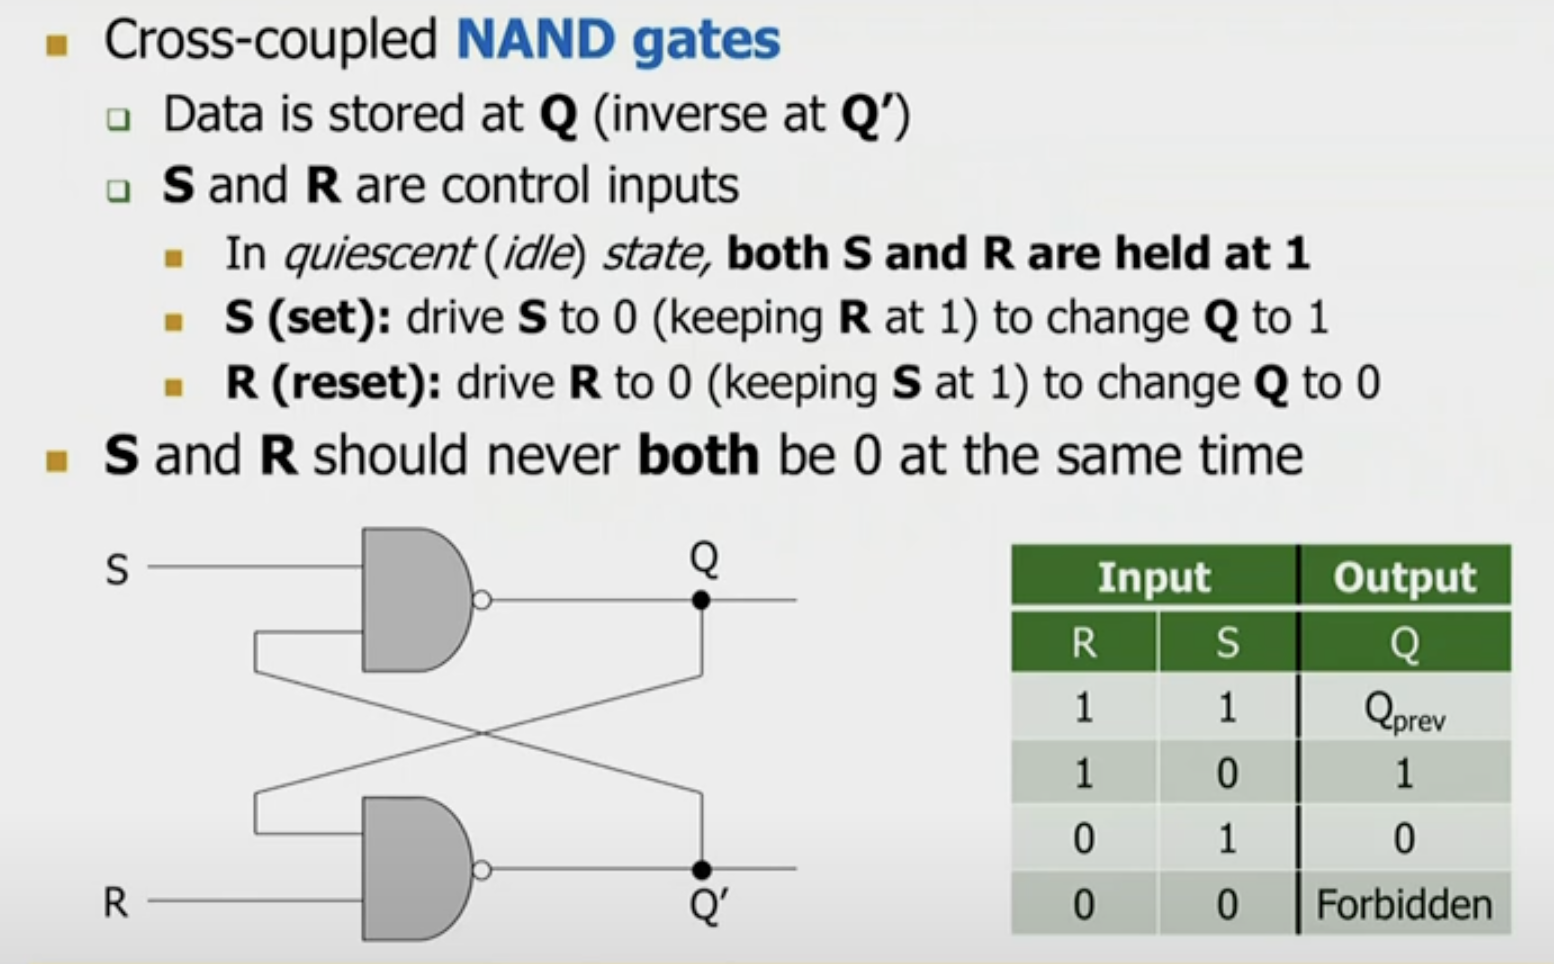 Cross-coupled NAND gates
Data is stored at Q (inverse at Q′)
S and R are control inputs
In quiescent (idle) state, both S and R are held at 1
S (set): drive S to 0 (keeping R at 1) to change Q to 1
R (reset): drive R to 0 (keeping S at 1) to change Q to 0
S and R should never both be 0 at the same time
S
Q
R
Q′
Input Output
R S Q
1 1 Qprev
1 0 1
0 1 0
0 0 Forbidden